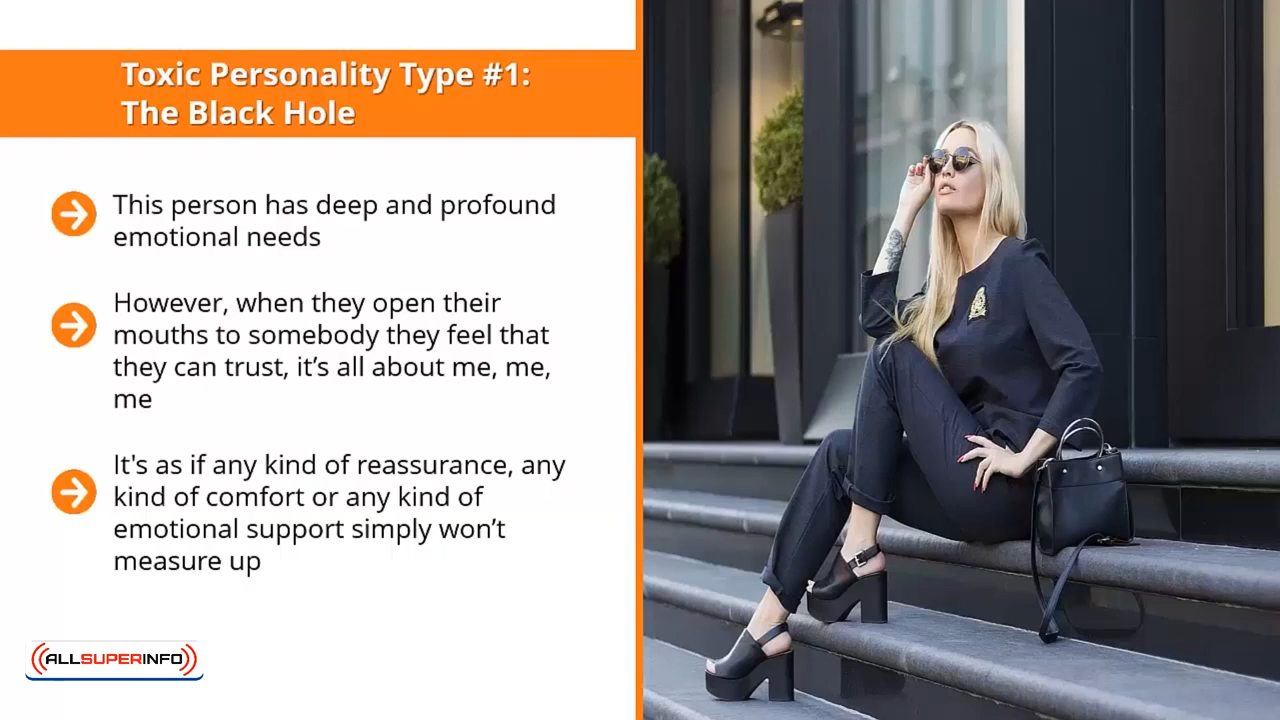 Toxic Personality Type #1:
The Black Hole
This person has deep and profound
emotional needs
However, when they open their
mouths to somebody they feel that
they can trust, it’s all about me, me,
me
It's as if any kind of reassurance, any
kind of comfort or any kind of
emotional support simply won’t
measure up
ALLSUPERINFO